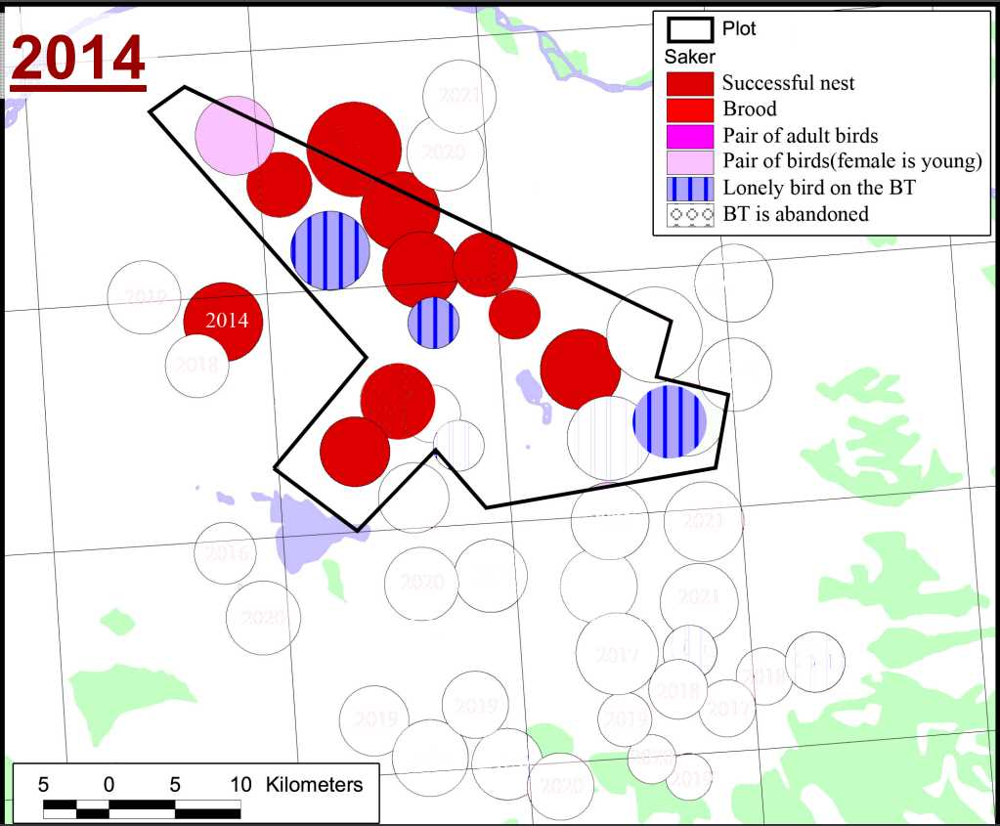 2014
Plot
Saker
Successful nest
Brood
Pair of adult birds
Pair of birds(female is young)
Lonely bird on the BT
BT is abandoned
2021
2020
2019
2014
2018
2021
2016
2020
2020
2021
2017
2018
2018
2017
2019
2019
2019
2020
2019
5 0 5 10 Kilometers